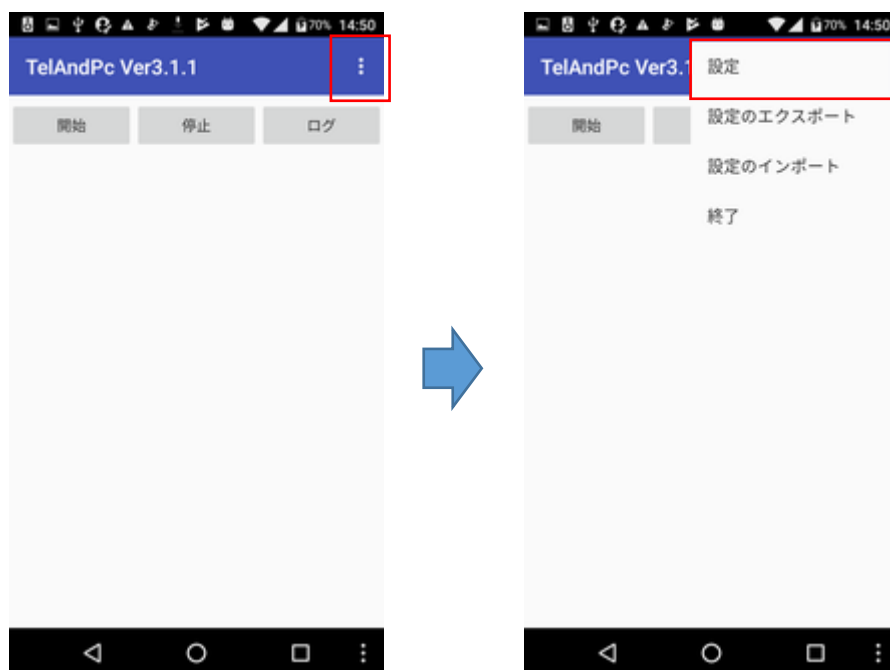 70% 14:50
TelAndPc Ver3.1.1
開始 停止 ログ
70% 14:50
TelAndPc Ver3.1
設定
開始
設定のエクスポート
設定のインポート
終了